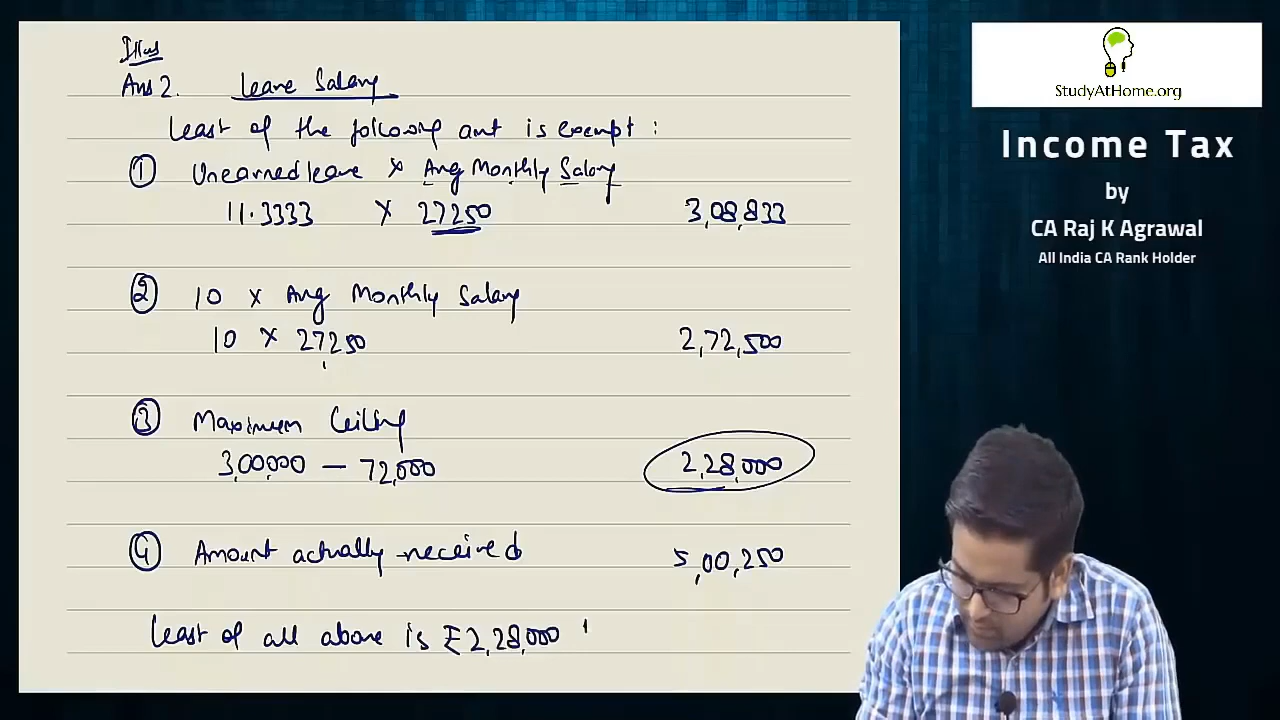 Illus
Ans 2. Leave Salary
Least of the following amt is exempt :
① Unearned leave × Avg Monthly Salary
11.3333 × 27250 3,08,833
② 10 × Avg Monthly Salary
10 × 27250 2,72,500
③ Maximum Ceiling
3,00,000 — 72,000 2,28,000
④ Amount actually received 5,00,250
Least of all above is ₹2,28,000
StudyAtHome.org
Income Tax
by
CA Raj K Agrawal
All India CA Rank Holder